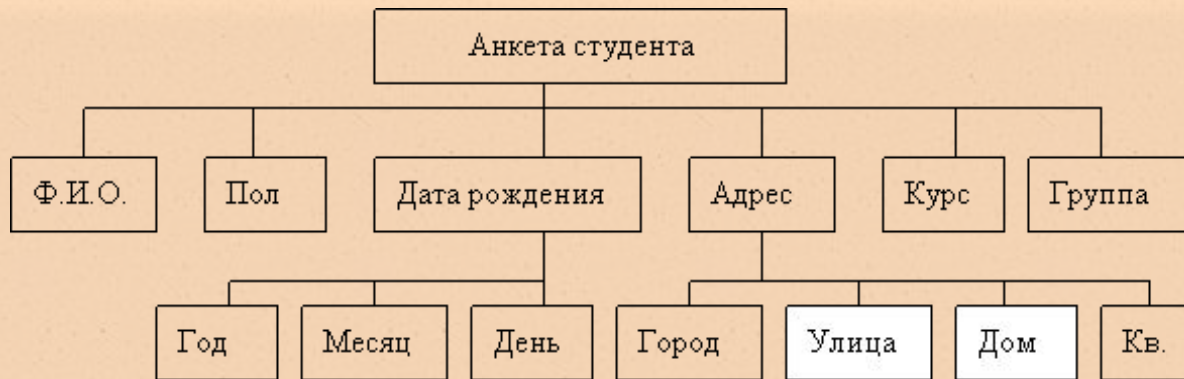 Анкета студента
Ф.И.О. Пол Дата рождения Адрес Курс Группа
Год Месяц День Город Улица Дом Кв.